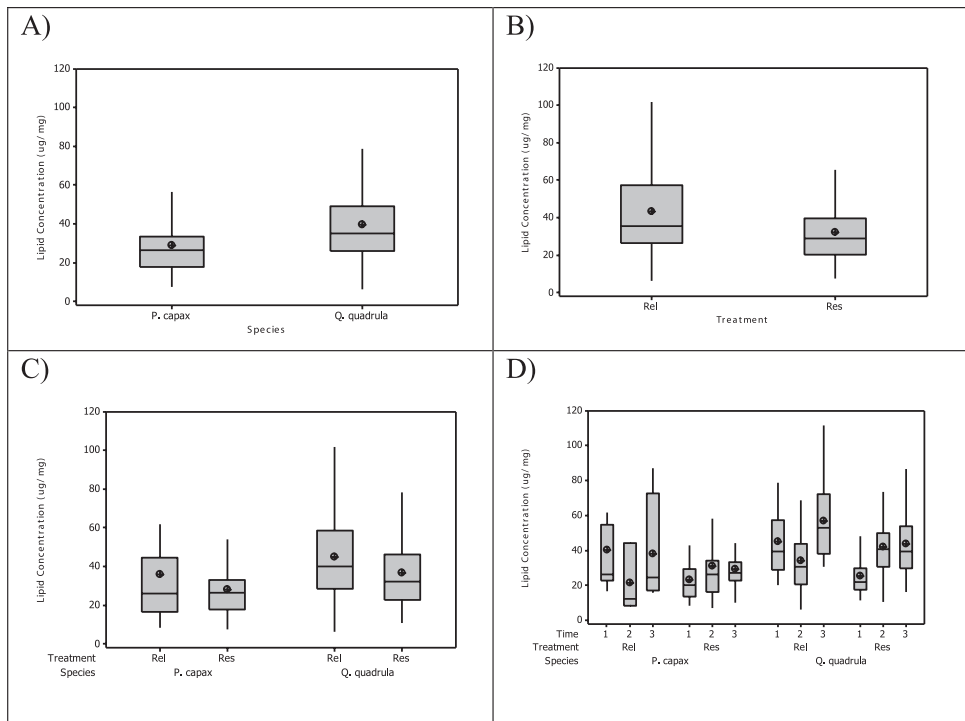 A)
120
100
80
60
40
20
0
Lipid Concentration (ug/mg)
P. capax Q. quadrula
Species
B)
120
100
80
60
40
20
0
Lipid Concentration (ug/mg)
Rel Res
Treatment
C)
120
100
80
60
40
20
0
Lipid Concentration (ug/mg)
Treatment Rel Res Rel Res
Species P. capax Q. quadrula
D)
120
100
80
60
40
20
0
Lipid Concentration (ug/mg)
Time 1 2 3 1 2 3 1 2 3 1 2 3
Treatment Rel Res Rel Res
Species P. capax Q. quadrula